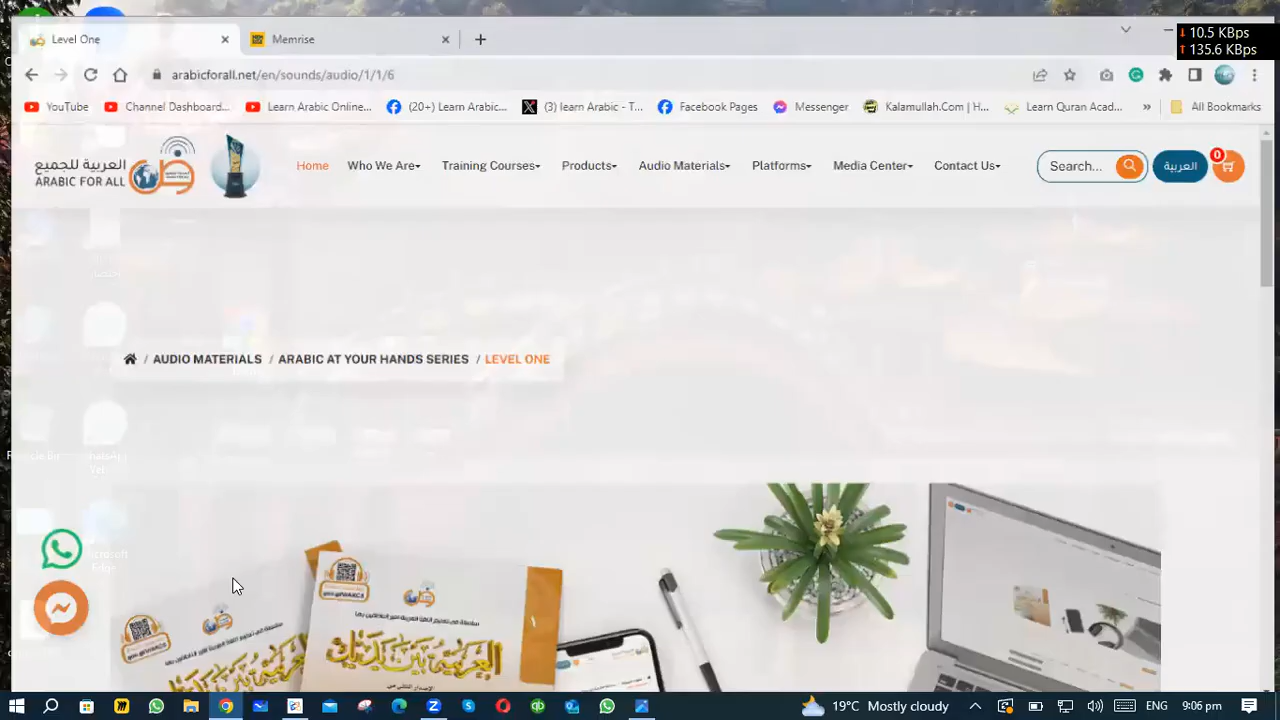 Level One
Memrise
↓ 10.5 KBps
↑ 135.6 KBps
arabicforall.net/en/sounds/audio/1/1/6
YouTube
Channel Dashboard...
Learn Arabic Online...
(20+) Learn Arabic...
(3) learn Arabic - T...
Facebook Pages
Messenger
Kalamullah.Com | H...
Learn Quran Acad...
»
All Bookmarks
العربية للجميع
ARABIC FOR ALL
Home
Who We Are
Training Courses
Products
Audio Materials
Platforms
Media Center
Contact Us
Search...
العربية
0
/ AUDIO MATERIALS / ARABIC AT YOUR HANDS SERIES / LEVEL ONE
icrosoft
Edge
العربية بين يديك
19°C Mostly cloudy
ENG
9:06 pm